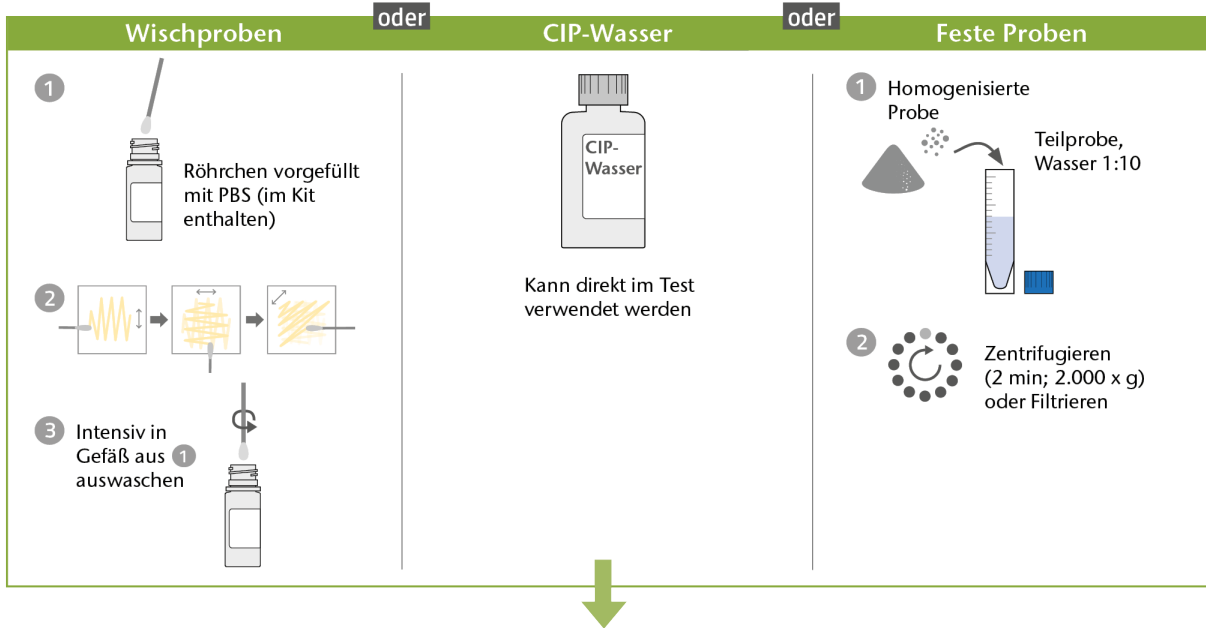 oder
oder
Wischproben
CIP-Wasser
Feste Proben
1
Röhrchen vorgefüllt
mit PBS (im Kit
enthalten)
2
3 Intensiv in
Gefäß aus 1
auswaschen
CIP-
Wasser
Kann direkt im Test
verwendet werden
1 Homogenisierte
Probe
Teilprobe,
Wasser 1:10
2 Zentrifugieren
(2 min; 2.000 x g)
oder Filtrieren